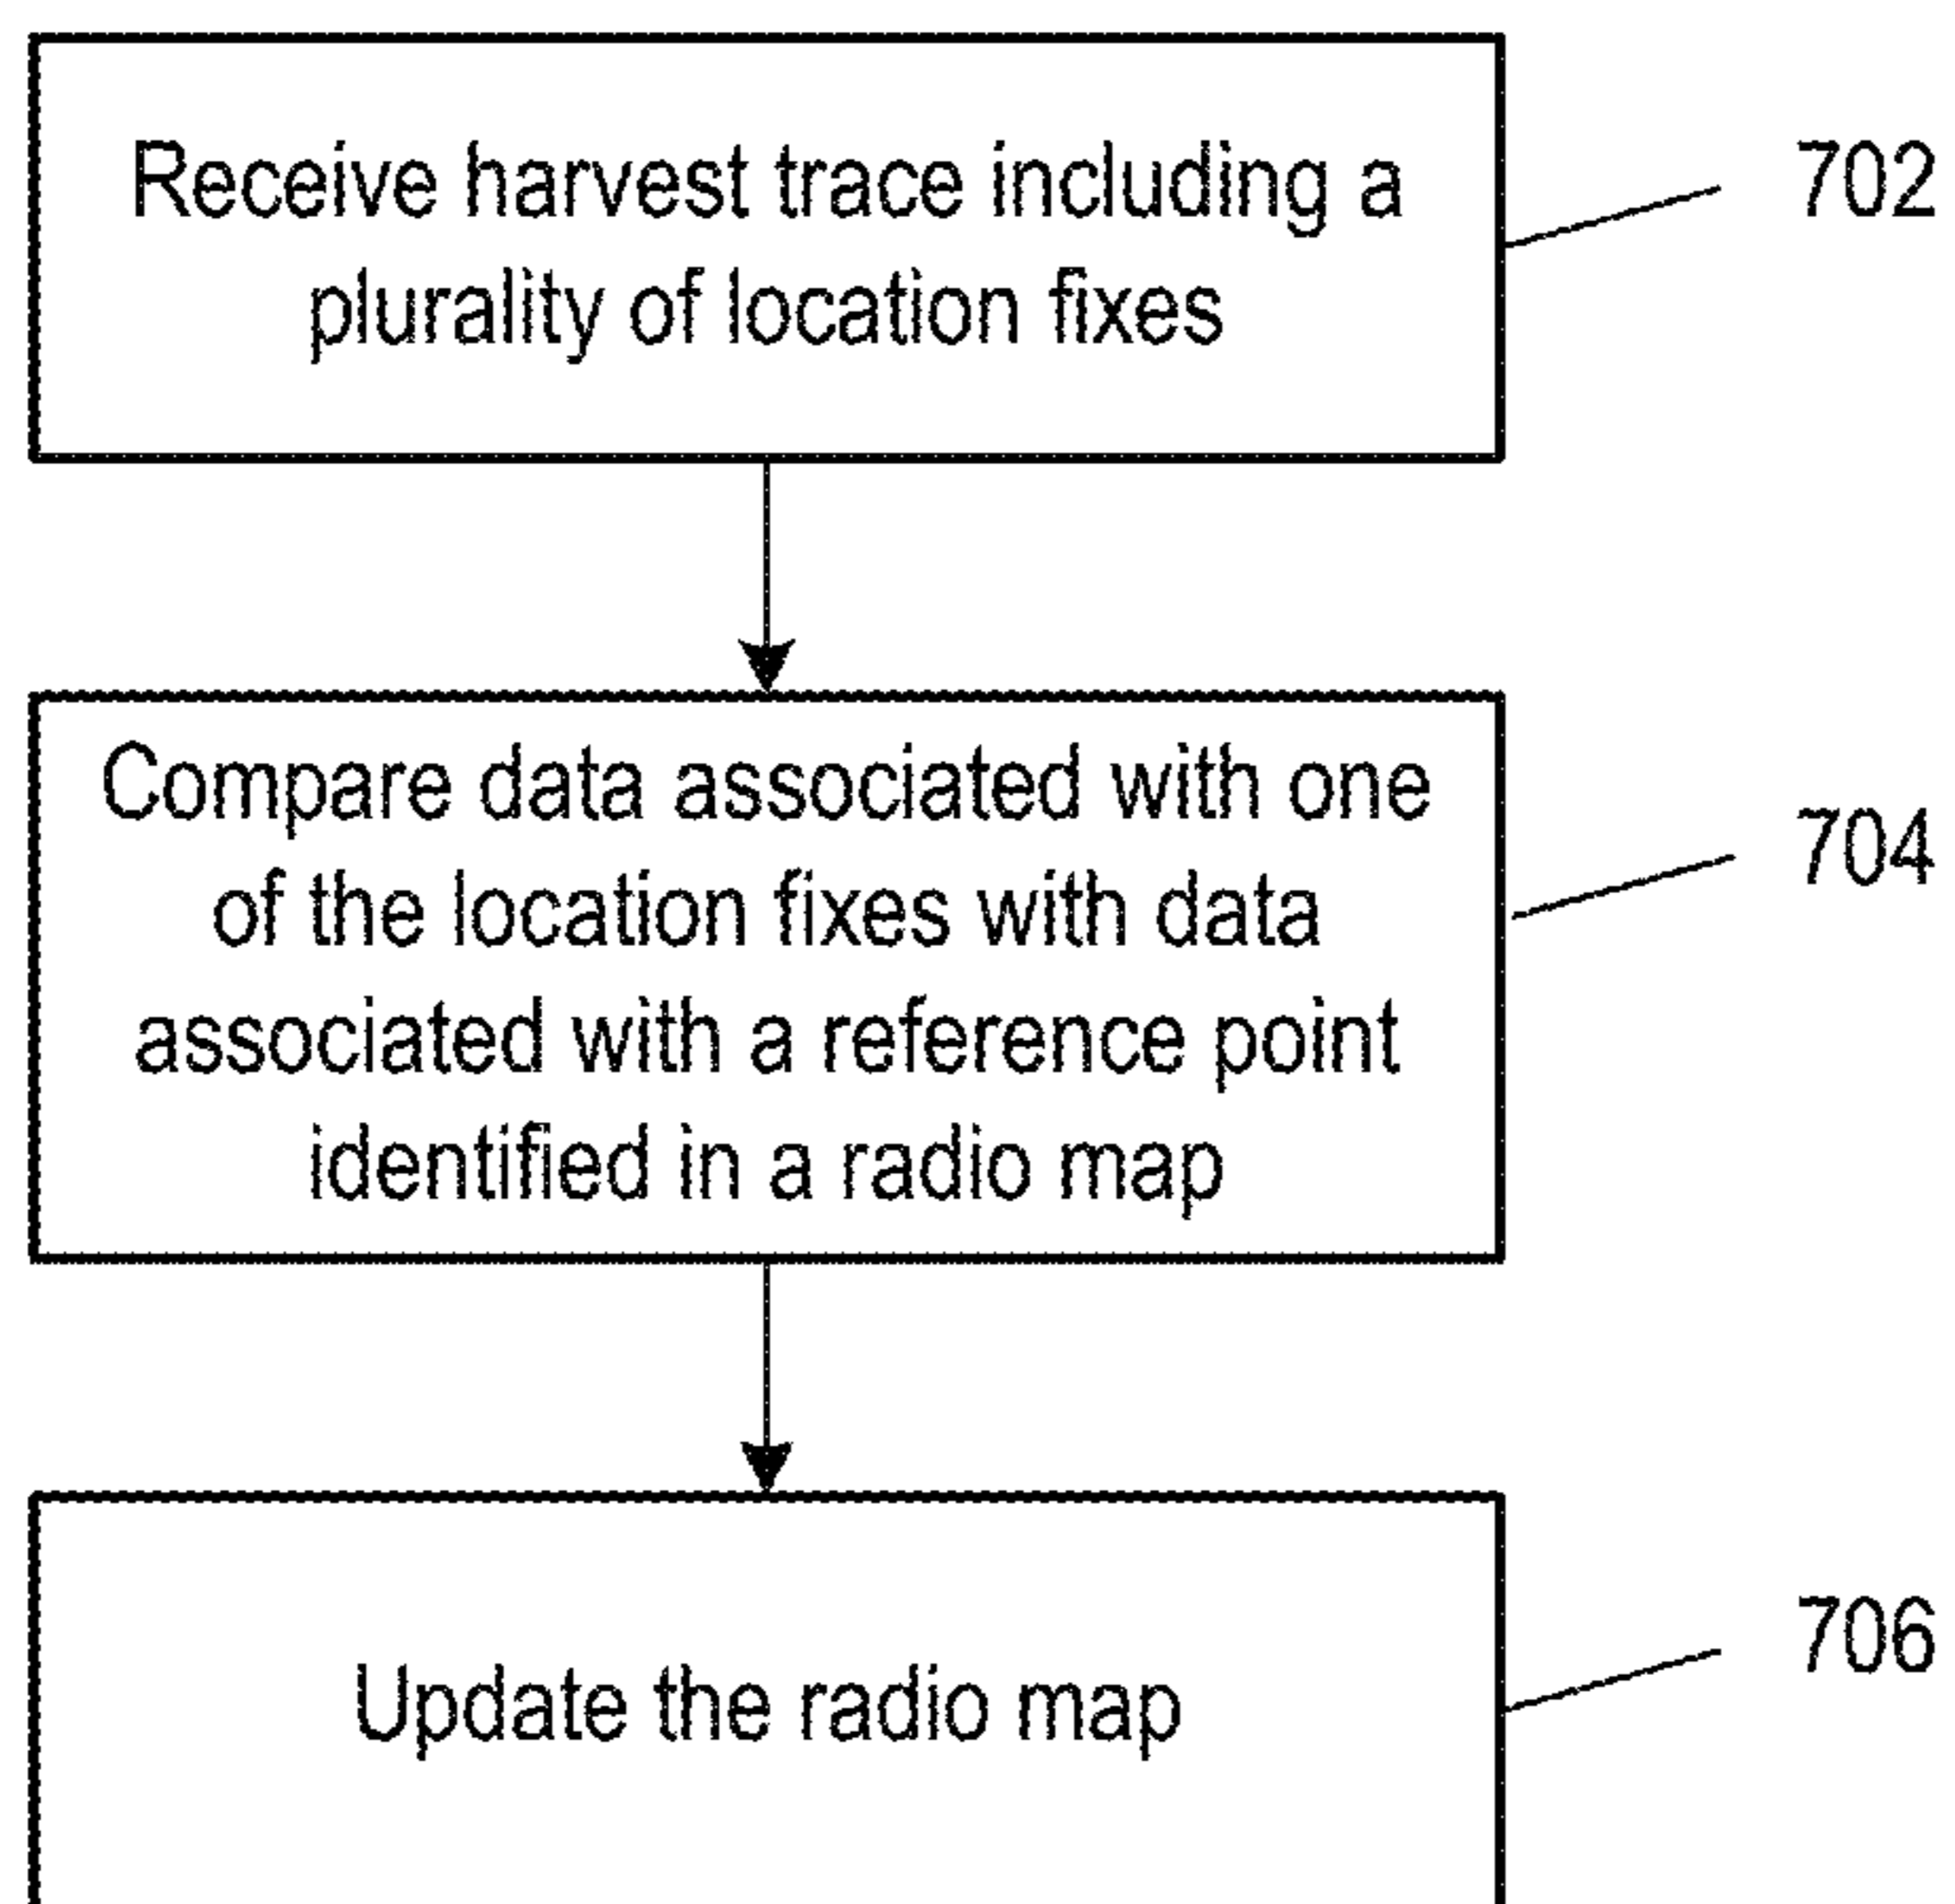 Receive harvest trace including a
plurality of location fixes
702
Compare data associated with one
of the location fixes with data
associated with a reference point
identified in a radio map
704
Update the radio map
706